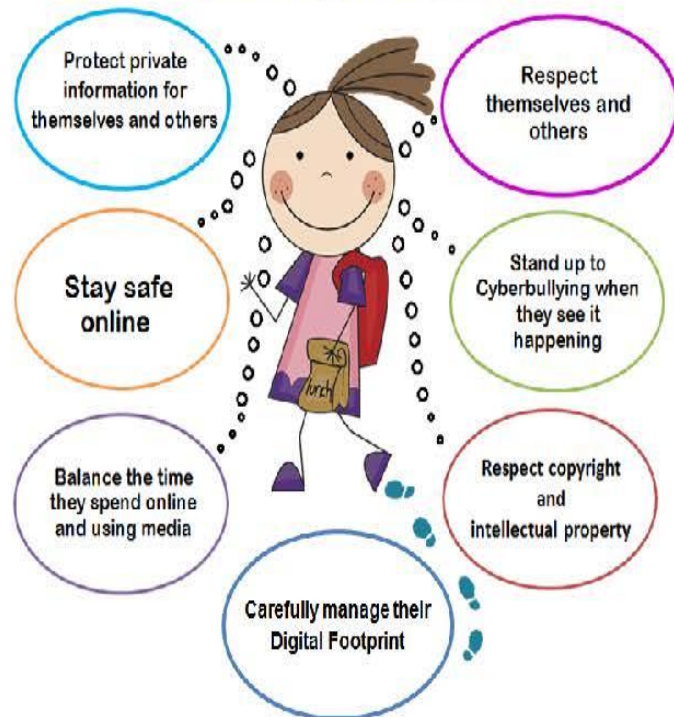 Protect private
information for
themselves and others
Respect
themselves and
others
Stay safe
online
Stand up to
Cyberbullying when
they see it
happening
lunch
Balance the time
they spend online
and using media
Respect copyright
and
intellectual property
Carefully manage their
Digital Footprint